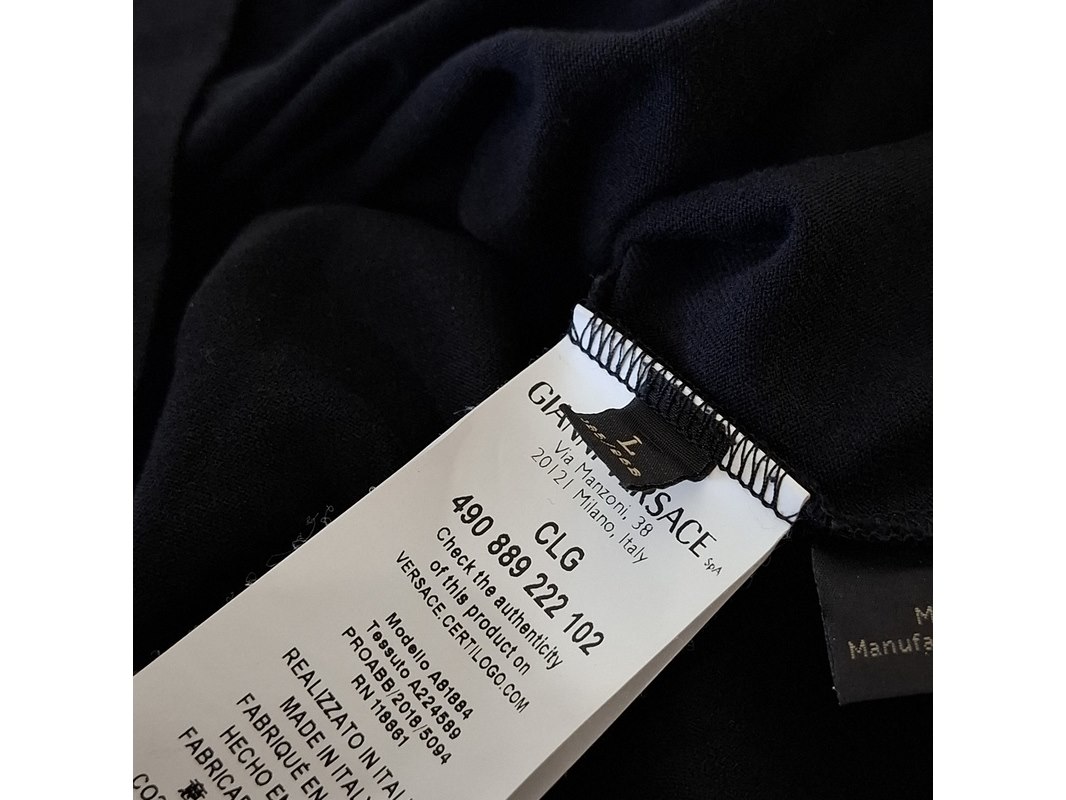 GIANNI VERSACE SpA
L
Via Manzoni, 38
20121 Milano, Italy
CLG
490 889 222 102
Check the authenticity
of this product on
VERSACE.CERTILOGO.COM
Modello A81884
Tessuto A224589
PROABB/2018/5094
RN 118861
REALIZZATO IN ITAL
MADE IN ITALY
FABRIQUÉ EN
HECHO EN
FABRICA
M
Manufa